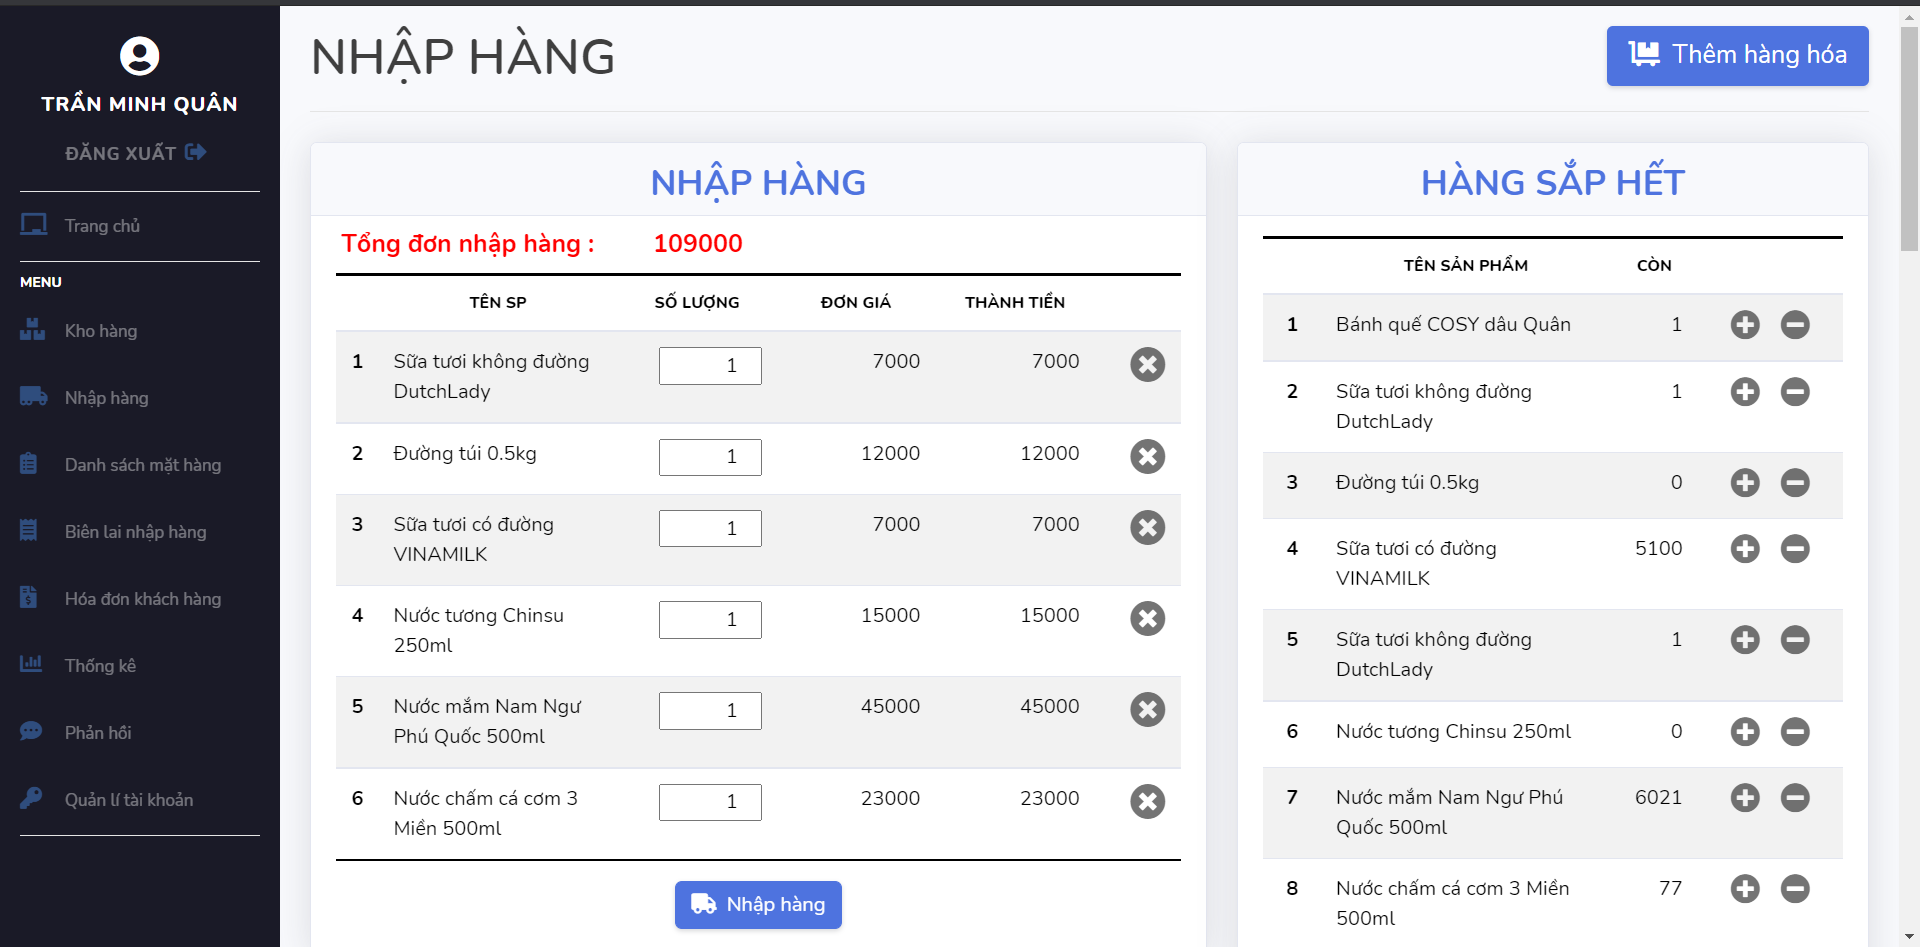 TRẦN MINH QUÂN
ĐĂNG XUẤT
Trang chủ
MENU
Kho hàng
Nhập hàng
Danh sách mặt hàng
Biên lai nhập hàng
Hóa đơn khách hàng
Thống kê
Phản hồi
Quản lí tài khoản
NHẬP HÀNG
Thêm hàng hóa
NHẬP HÀNG
Tổng đơn nhập hàng : 109000
TÊN SP SỐ LƯỢNG ĐƠN GIÁ THÀNH TIỀN
1 Sữa tươi không đường 1 7000 7000
DutchLady
2 Đường túi 0.5kg 1 12000 12000
3 Sữa tươi có đường 1 7000 7000
VINAMILK
4 Nước tương Chinsu 1 15000 15000
250ml
5 Nước mắm Nam Ngư 1 45000 45000
Phú Quốc 500ml
6 Nước chấm cá cơm 3 1 23000 23000
Miền 500ml
Nhập hàng
HÀNG SẮP HẾT
TÊN SẢN PHẨM CÒN
1 Bánh quế COSY dâu Quân 1
2 Sữa tươi không đường 1
DutchLady
3 Đường túi 0.5kg 0
4 Sữa tươi có đường 5100
VINAMILK
5 Sữa tươi không đường 1
DutchLady
6 Nước tương Chinsu 250ml 0
7 Nước mắm Nam Ngư Phú 6021
Quốc 500ml
8 Nước chấm cá cơm 3 Miền 77
500ml